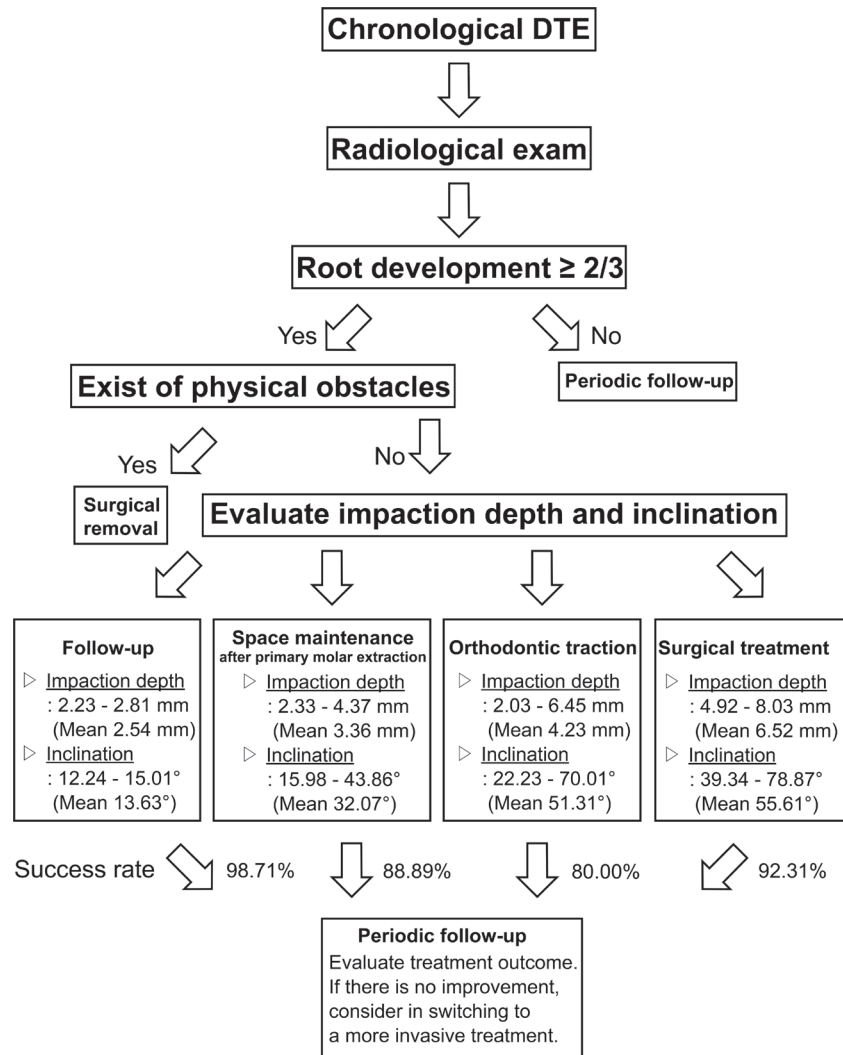 Chronological DTE
Radiological exam
Root development ≥ 2/3
Yes
No
Exist of physical obstacles
Periodic follow-up
Yes
No
Surgical
removal
Evaluate impaction depth and inclination
Follow-up
▷ Impaction depth
: 2.23 - 2.81 mm
(Mean 2.54 mm)
▷ Inclination
: 12.24 - 15.01°
(Mean 13.63°)
Space maintenance
after primary molar extraction
▷ Impaction depth
: 2.33 - 4.37 mm
(Mean 3.36 mm)
▷ Inclination
: 15.98 - 43.86°
(Mean 32.07°)
Orthodontic traction
▷ Impaction depth
: 2.03 - 6.45 mm
(Mean 4.23 mm)
▷ Inclination
: 22.23 - 70.01°
(Mean 51.31°)
Surgical treatment
▷ Impaction depth
: 4.92 - 8.03 mm
(Mean 6.52 mm)
▷ Inclination
: 39.34 - 78.87°
(Mean 55.61°)
Success rate 98.71% 88.89% 80.00% 92.31%
Periodic follow-up
Evaluate treatment outcome.
If there is no improvement,
consider in switching to
a more invasive treatment.